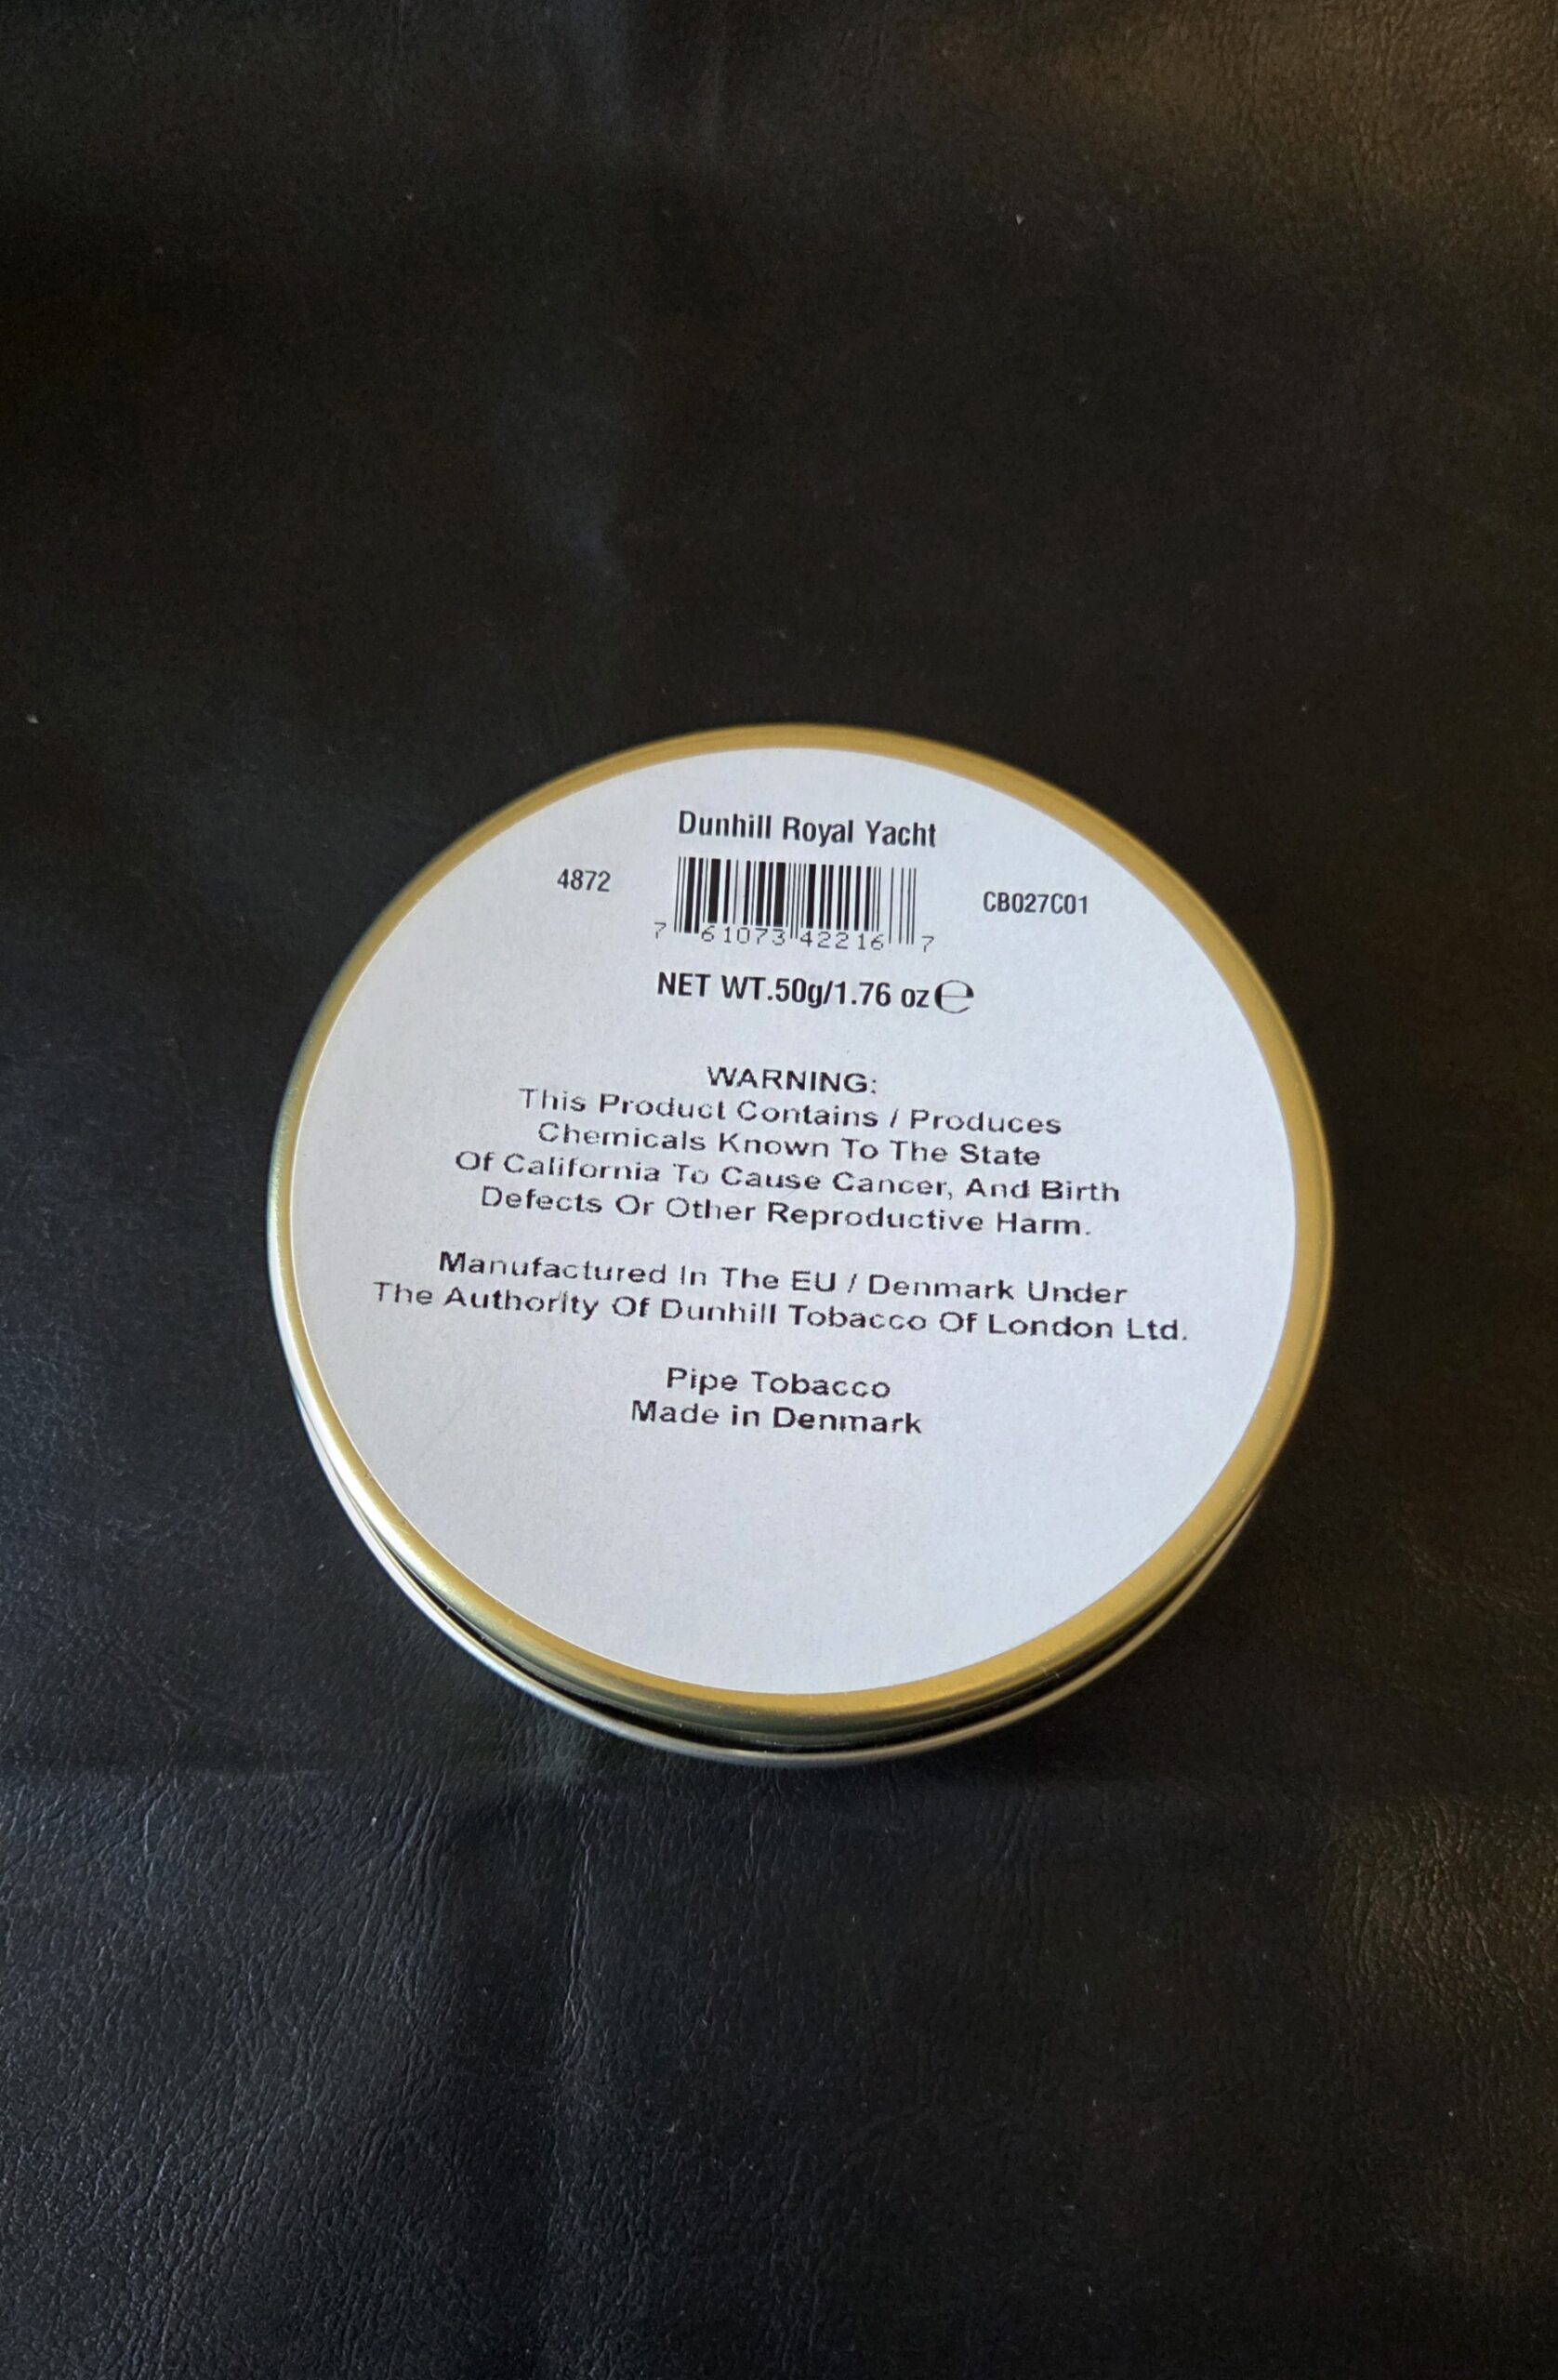 Dunhill Royal Yacht
4872
CB027C01
7 61073 42216 7
NET WT.50g/1.76 oz ℮
WARNING:
This Product Contains / Produces
Chemicals Known To The State
Of California To Cause Cancer, And Birth
Defects Or Other Reproductive Harm.
Manufactured In The EU / Denmark Under
The Authority Of Dunhill Tobacco Of London Ltd.
Pipe Tobacco
Made in Denmark